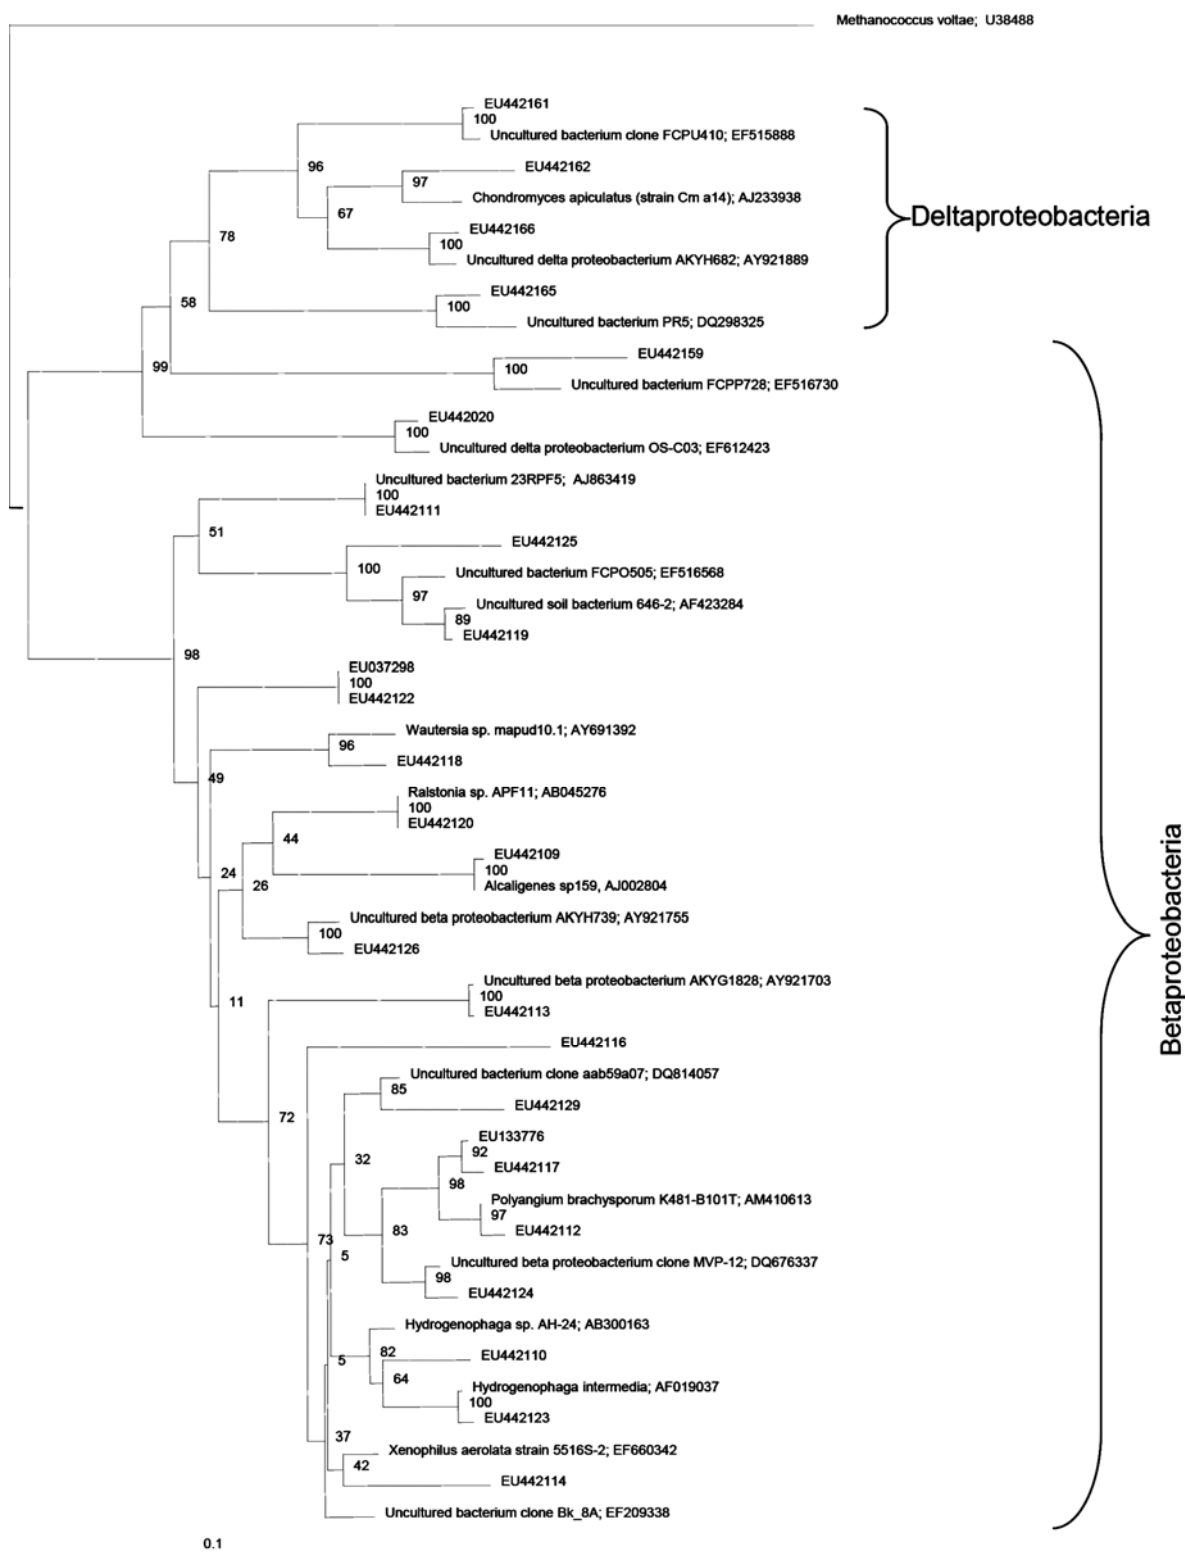 Methanococcus voltae; U38488
EU442161
100
Uncultured bacterium clone FCPU410; EF515888
96
EU442162
97
Chondromyces apiculatus (strain Cm a14); AJ233938
67
EU442166
78
100
Uncultured delta proteobacterium AKYH682; AY921889
Deltaproteobacteria
EU442165
58
100
Uncultured bacterium PR5; DQ298325
EU442159
99
100
Uncultured bacterium FCPP728; EF516730
EU442020
100
Uncultured delta proteobacterium OS-C03; EF612423
Uncultured bacterium 23RPF5; AJ863419
100
EU442111
51
EU442125
100
Uncultured bacterium FCPO505; EF516568
97
Uncultured soil bacterium 646-2; AF423284
89
EU442119
98
EU037298
100
EU442122
Wautersia sp. mapud10.1; AY691392
96
EU442118
49
Ralstonia sp. APF11; AB045276
100
EU442120
44
EU442109
24
100
26
Alcaligenes sp159, AJ002804
Uncultured beta proteobacterium AKYH739; AY921755
100
EU442126
Uncultured beta proteobacterium AKYG1828; AY921703
100
11
EU442113
EU442116
Uncultured bacterium clone aab59a07; DQ814057
85
EU442129
72
EU133776
92
32
EU442117
98
Polyangium brachysporum K481-B101T; AM410613
97
83
EU442112
73
5
Uncultured beta proteobacterium clone MVP-12; DQ676337
98
EU442124
Hydrogenophaga sp. AH-24; AB300163
82
5
EU442110
64
Hydrogenophaga intermedia; AF019037
100
EU442123
37
Xenophilus aerolata strain 5516S-2; EF660342
42
EU442114
Uncultured bacterium clone Bk_8A; EF209338
0.1
Betaproteobacteria